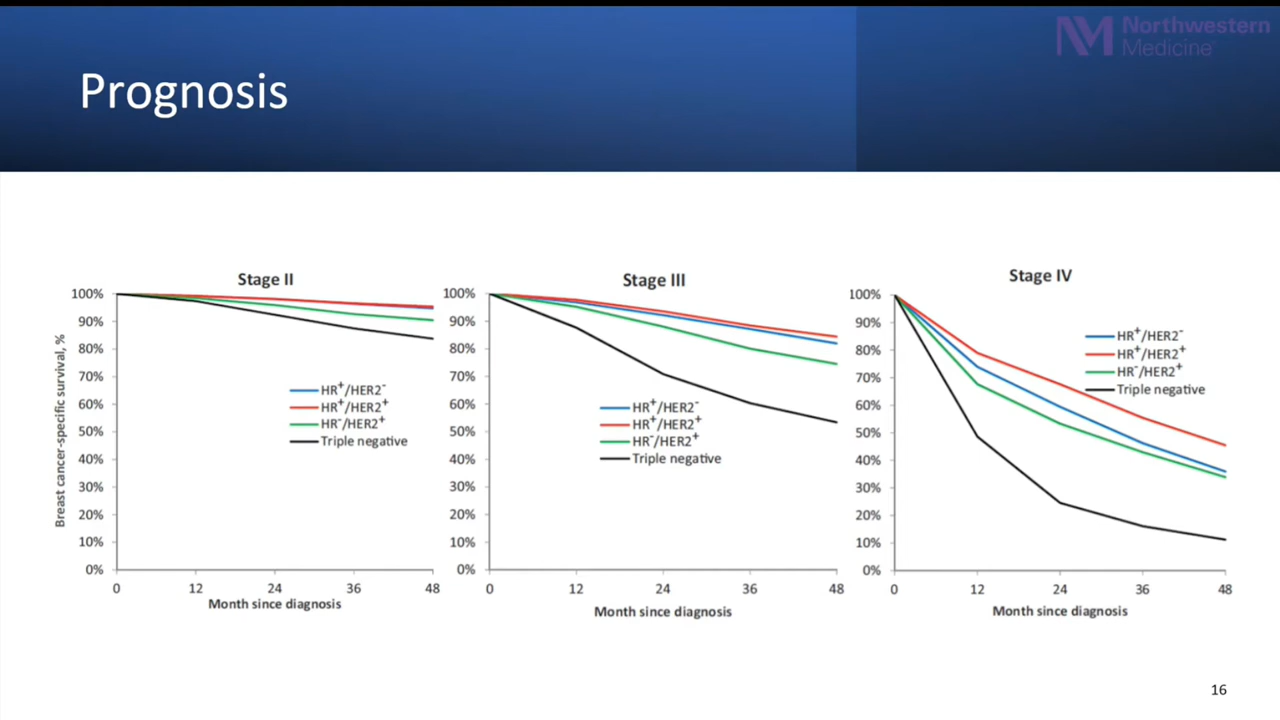 Northwestern
Medicine
Prognosis
Stage II
100%
90%
80%
70%
60%
50%
40%
30%
20%
10%
0%
Breast cancer-specific survival, %
HR+/HER2-
HR+/HER2+
HR-/HER2+
Triple negative
0 12 24 36 48
Month since diagnosis
Stage III
100%
90%
80%
70%
60%
50%
40%
30%
20%
10%
0%
HR+/HER2-
HR+/HER2+
HR-/HER2+
Triple negative
0 12 24 36 48
Month since diagnosis
Stage IV
100%
90%
80%
70%
60%
50%
40%
30%
20%
10%
0%
HR+/HER2-
HR+/HER2+
HR-/HER2+
Triple negative
0 12 24 36 48
Month since diagnosis
16